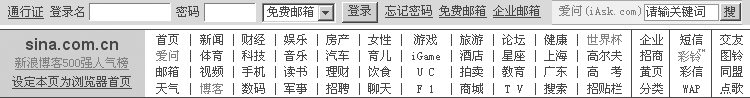 通行证 登录名 密码 免费邮箱 登录 忘记密码 免费邮箱 企业邮箱 爱问(iAsk.com) 请输关键词 搜
sina.com.cn
新浪博客500强人气榜
设定本页为浏览器首页
首页 | 新闻 | 财经 | 娱乐 | 房产 | 女性 | 游戏 | 旅游 | 论坛 | 健康 | 世界杯 | 企业 | 短信 | 交友
爱问 | 体育 | 科技 | 音乐 | 汽车 | 育儿 | iGame | 酒店 | 星座 | 上海 | 高尔夫 | 招商 | 彩铃 | 图铃
邮箱 | 视频 | 手机 | 读书 | 理财 | 饮食 | U C | 拍卖 | 教育 | 广东 | 高 考 | 黄页 | 彩信 | 同盟
天气 | 博客 | 数码 | 军事 | 招聘 | 聊天 | F 1 | 商城 | T V | 搜索 | 招贴栏 | 分类 | WAP | 点歌